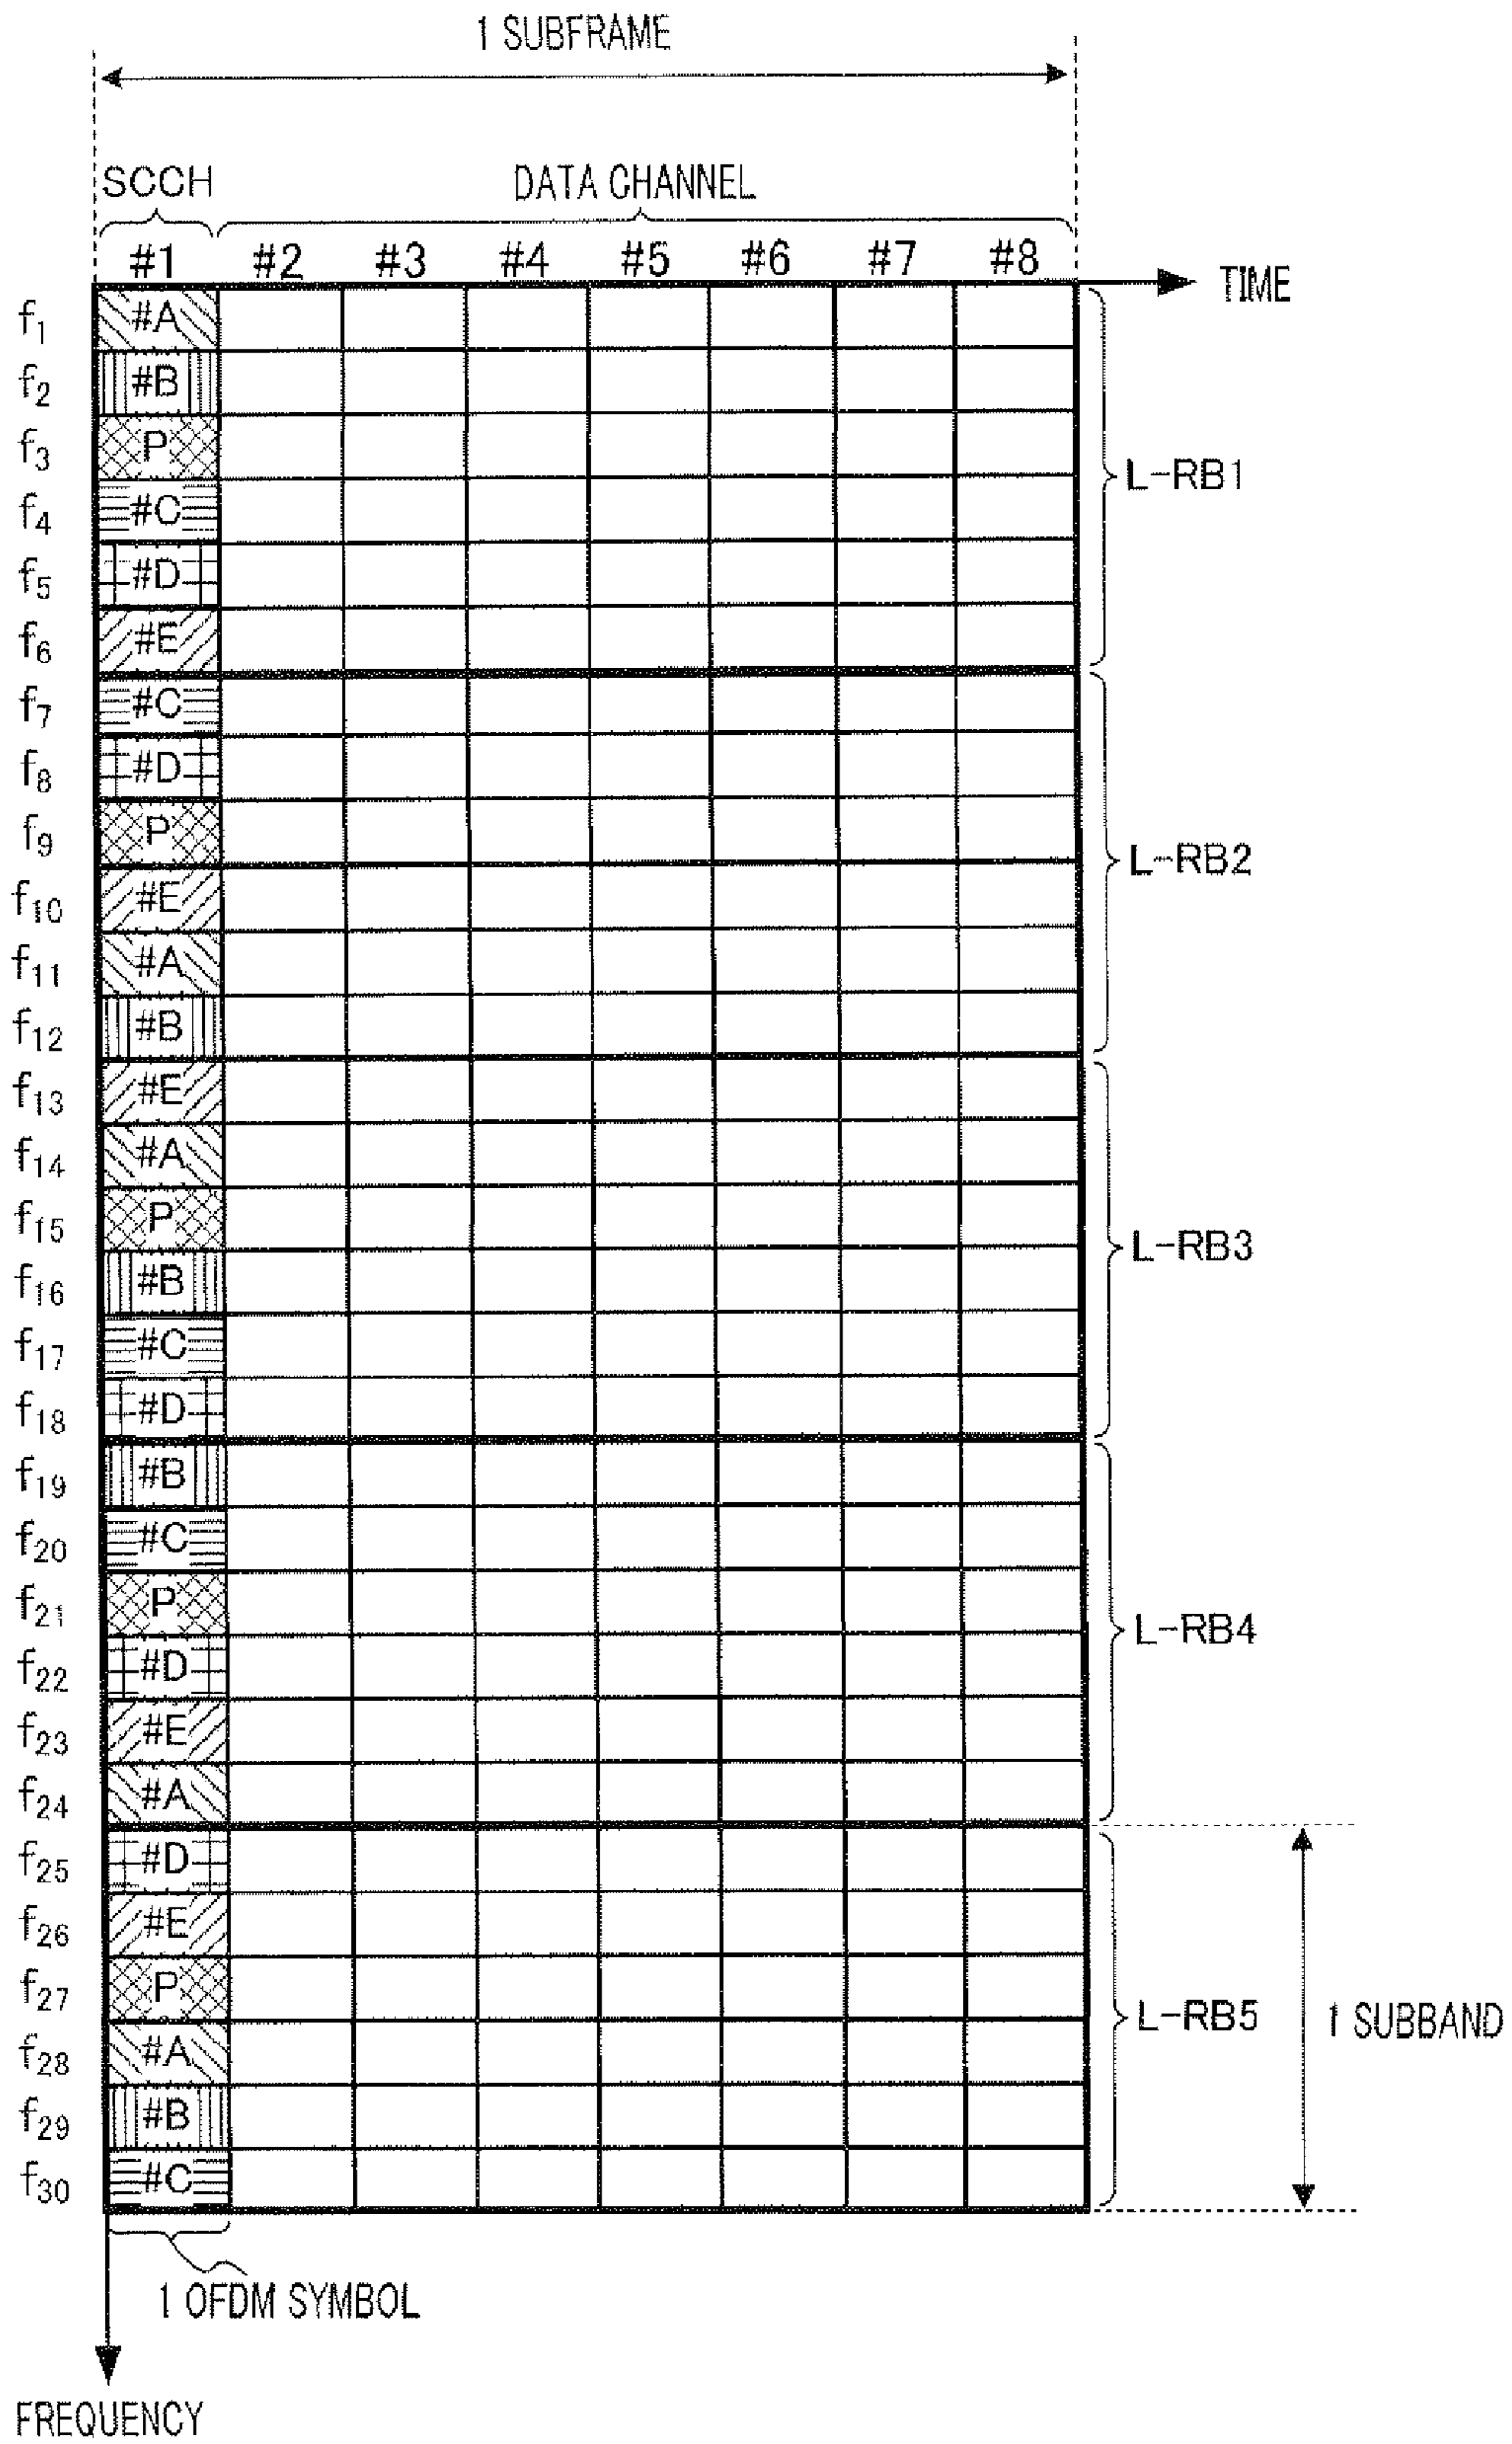 1 SUBFRAME
SCCH DATA CHANNEL
#1 #2 #3 #4 #5 #6 #7 #8
TIME
f1 #A
f2 #B
f3 P
f4 #C
f5 #D
f6 #E
L-RB1
f7 #C
f8 #D
f9 P
f10 #E
f11 #A
f12 #B
L-RB2
f13 #E
f14 #A
f15 P
f16 #B
f17 #C
f18 #D
L-RB3
f19 #B
f20 #C
f21 P
f22 #D
f23 #E
f24 #A
L-RB4
f25 #D
f26 #E
f27 P
f28 #A
f29 #B
f30 #C
L-RB5
1 SUBBAND
1 OFDM SYMBOL
FREQUENCY